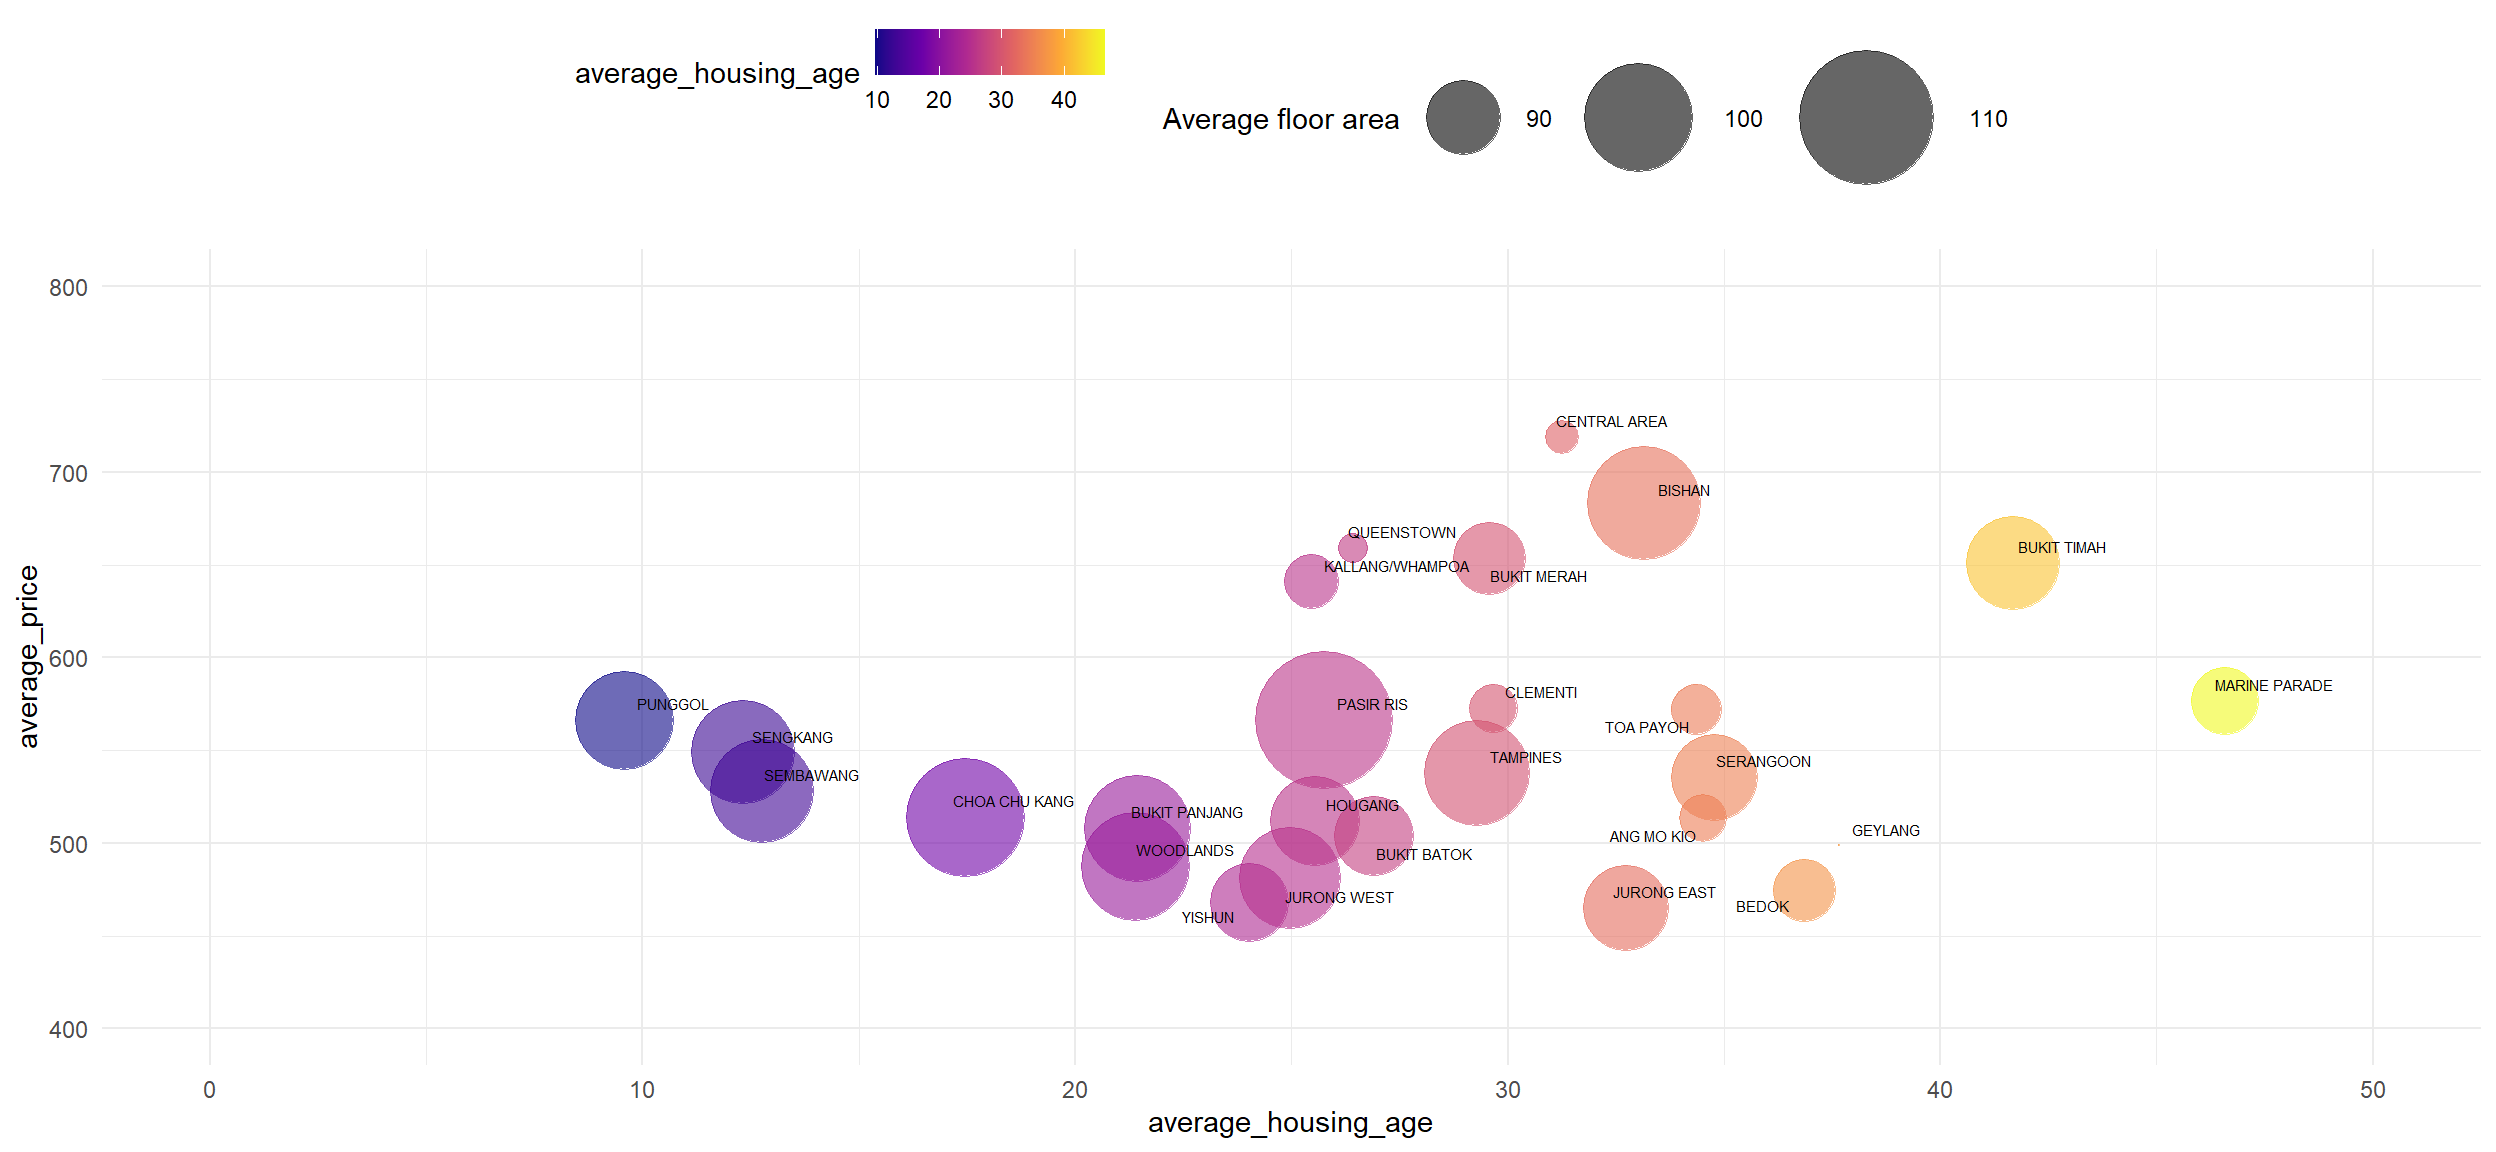 average_housing_age
10 20 30 40
Average floor area 90 100 110
800
700
600
500
400
average_price
CENTRAL AREA
BISHAN
QUEENSTOWN
BUKIT TIMAH
KALLANG/WHAMPOA
BUKIT MERAH
MARINE PARADE
CLEMENTI
PUNGGOL
PASIR RIS
TOA PAYOH
SENGKANG
TAMPINES
SERANGOON
SEMBAWANG
CHOA CHU KANG
HOUGANG
BUKIT PANJANG
GEYLANG
ANG MO KIO
WOODLANDS
BUKIT BATOK
JURONG EAST
JURONG WEST
BEDOK
YISHUN
0 10 20 30 40 50
average_housing_age